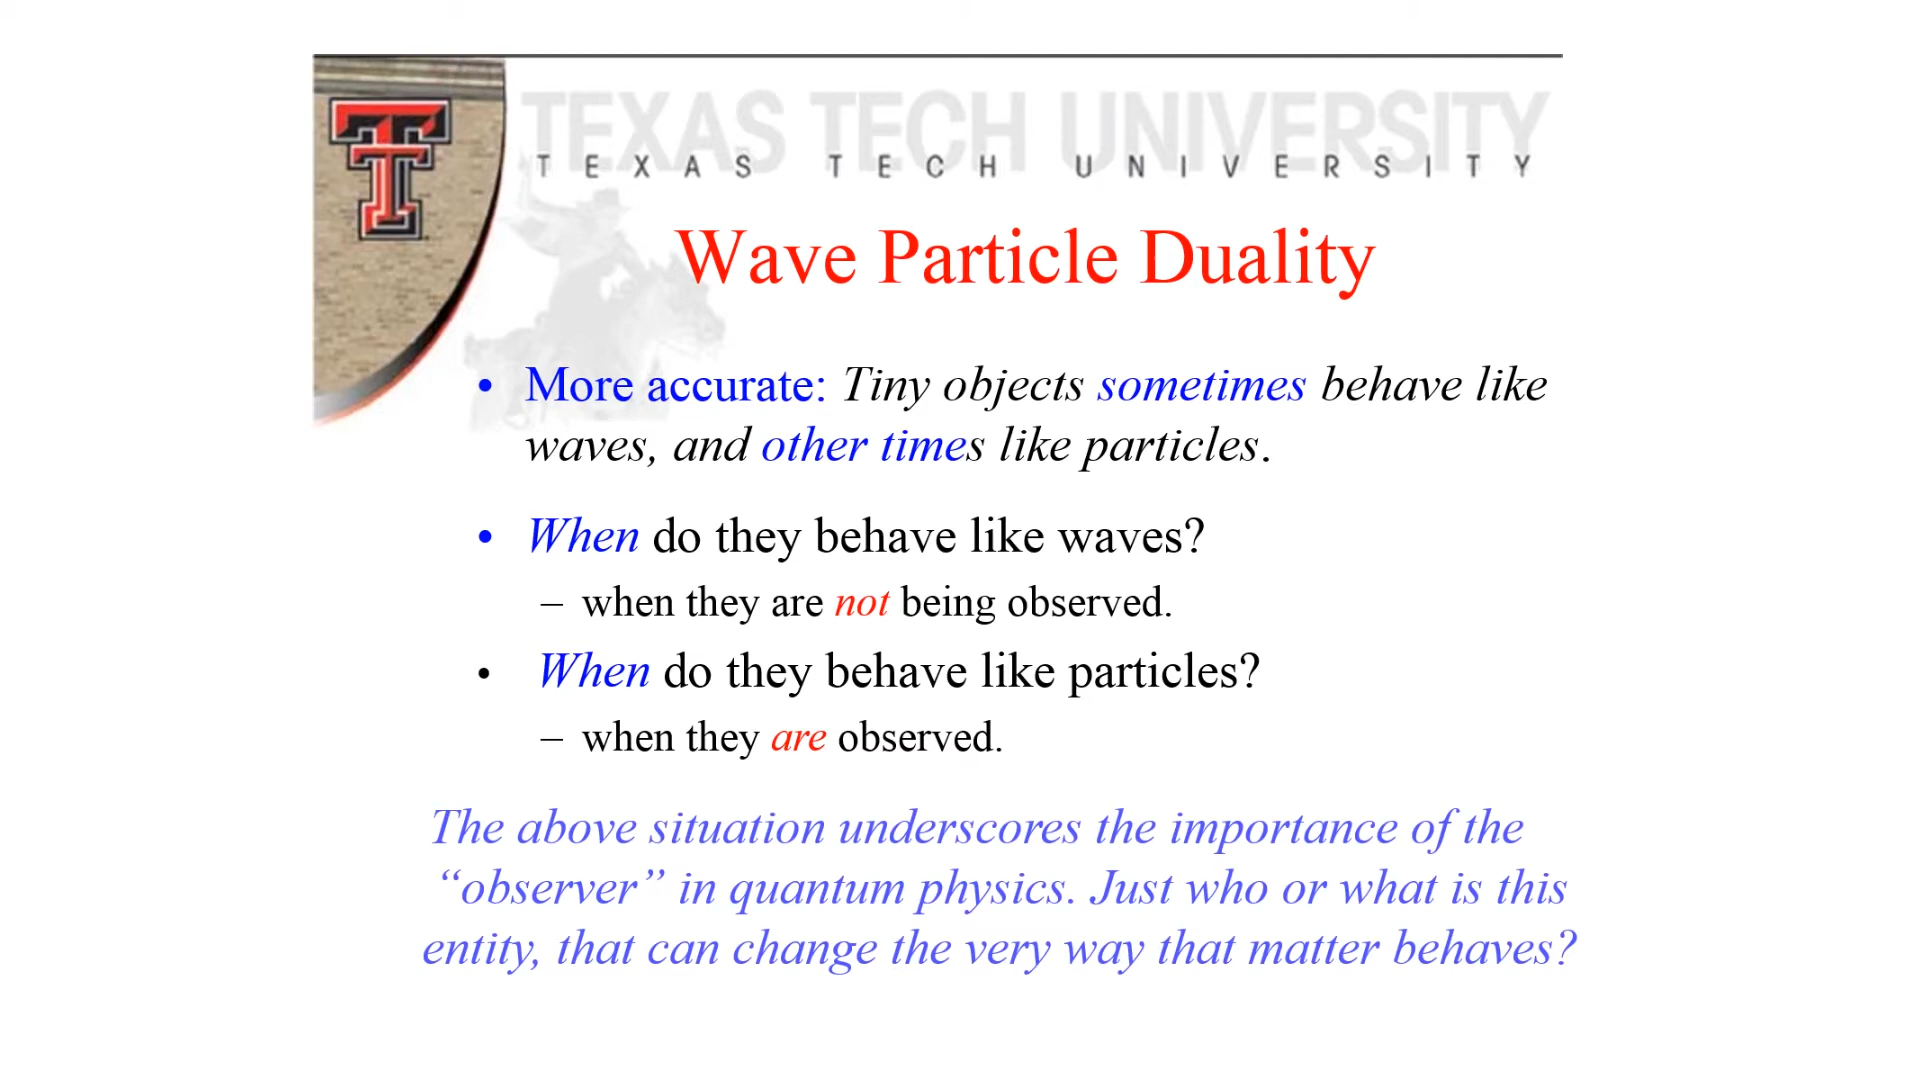 TEXAS TECH UNIVERSITY
TEXAS TECH UNIVERSITY
Wave Particle Duality
• More accurate: Tiny objects sometimes behave like
waves, and other times like particles.
• When do they behave like waves?
– when they are not being observed.
• When do they behave like particles?
– when they are observed.
The above situation underscores the importance of the
“observer” in quantum physics. Just who or what is this
entity, that can change the very way that matter behaves?